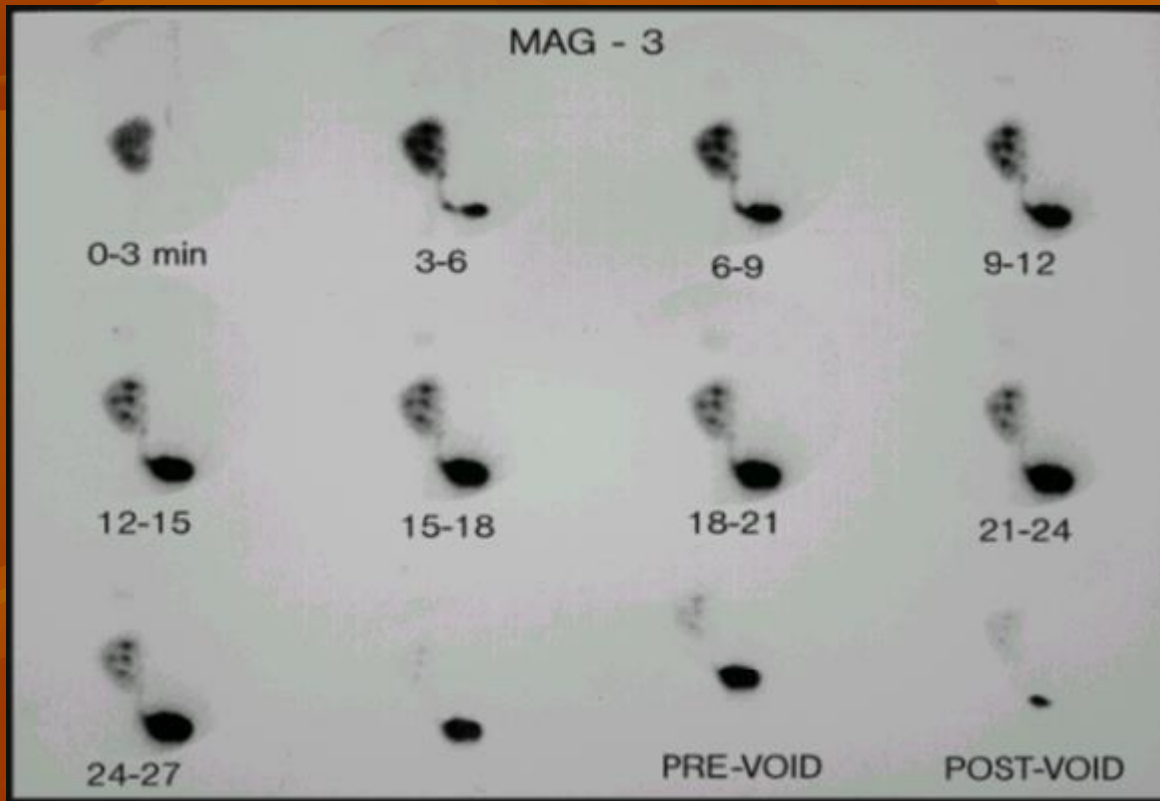 MAG - 3
0-3 min
3-6
6-9
9-12
12-15
15-18
18-21
21-24
24-27
PRE-VOID
POST-VOID